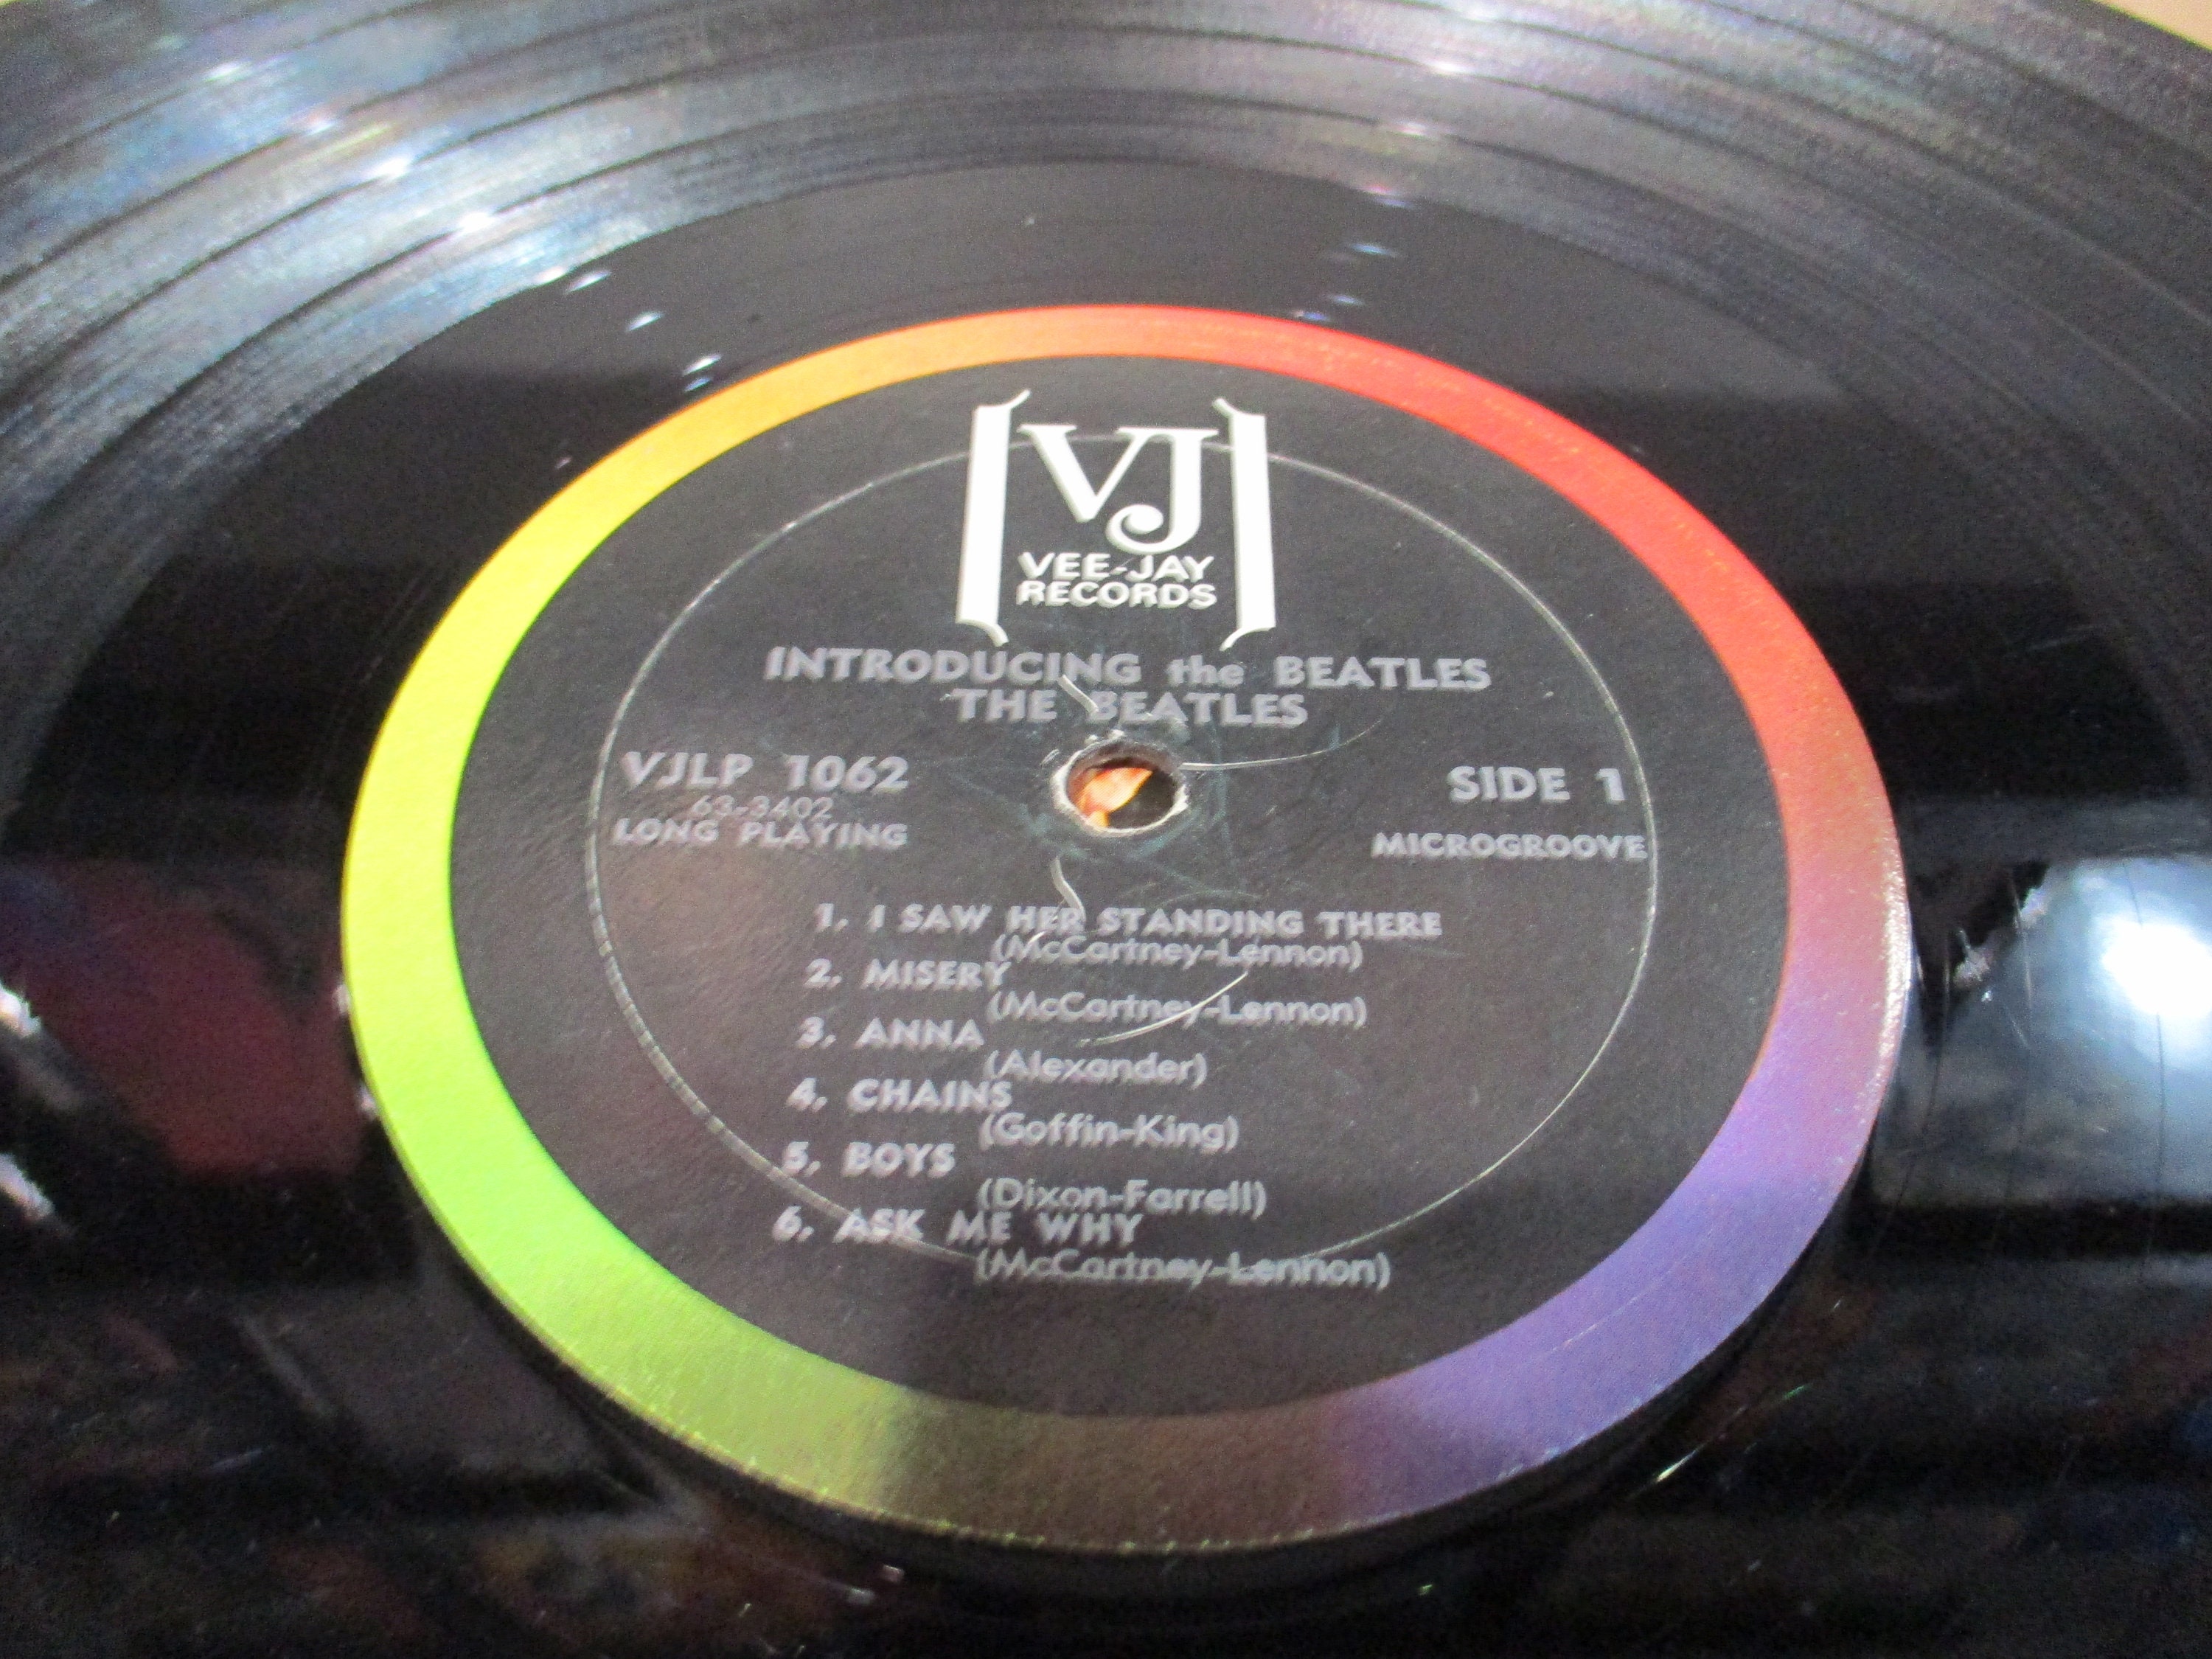 VJ
VEE-JAY
RECORDS
INTRODUCING the BEATLES
THE BEATLES
VJLP 1062
63-3402
LONG PLAYING
SIDE 1
MICROGROOVE
1. I SAW HER STANDING THERE
(McCartney-Lennon)
2. MISERY
(McCartney-Lennon)
3. ANNA
(Alexander)
4. CHAINS
(Goffin-King)
5. BOYS
(Dixon-Farrell)
6. ASK ME WHY
(McCartney-Lennon)